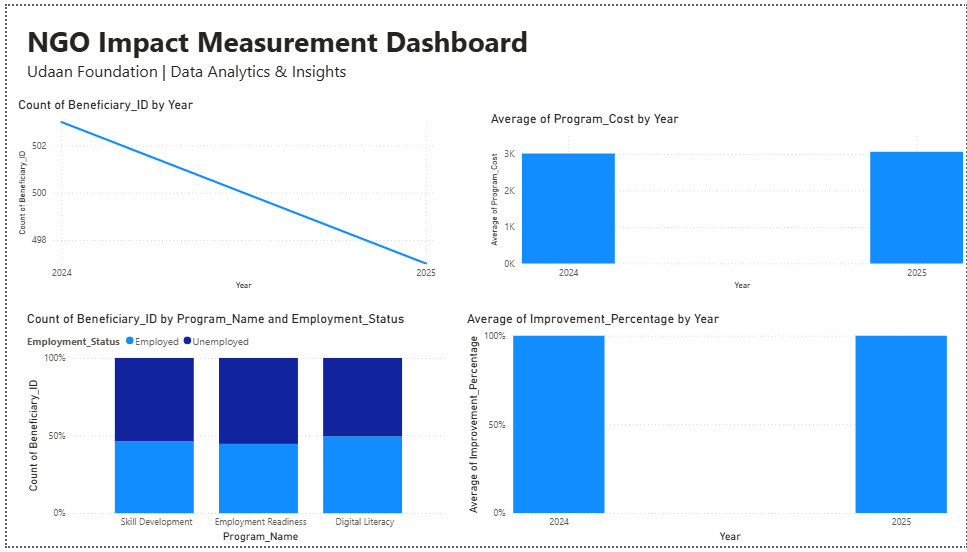 NGO Impact Measurement Dashboard
Udaan Foundation | Data Analytics & Insights
Count of Beneficiary_ID by Year
Count of Beneficiary_ID
502
500
498
2024
2025
Year
Average of Program_Cost by Year
Average of Program_Cost
3K
2K
1K
0K
2024
2025
Year
Count of Beneficiary_ID by Program_Name and Employment_Status
Employment_Status Employed Unemployed
Count of Beneficiary_ID
100%
50%
0%
Skill Development
Employment Readiness
Digital Literacy
Program_Name
Average of Improvement_Percentage by Year
Average of Improvement_Percentage
100%
50%
0%
2024
2025
Year